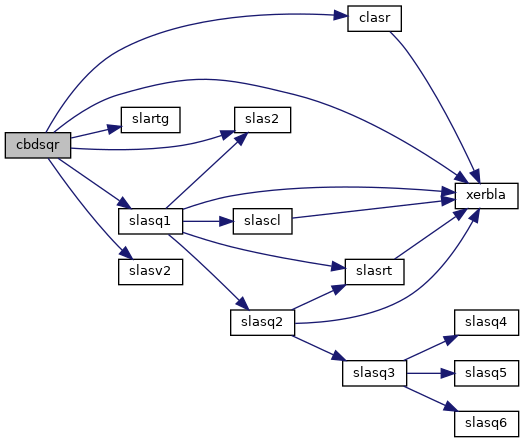 clasr
slartg
slas2
cbdsqr
xerbla
slasq1
slascl
slasv2
slasrt
slasq2
slasq4
slasq3
slasq5
slasq6